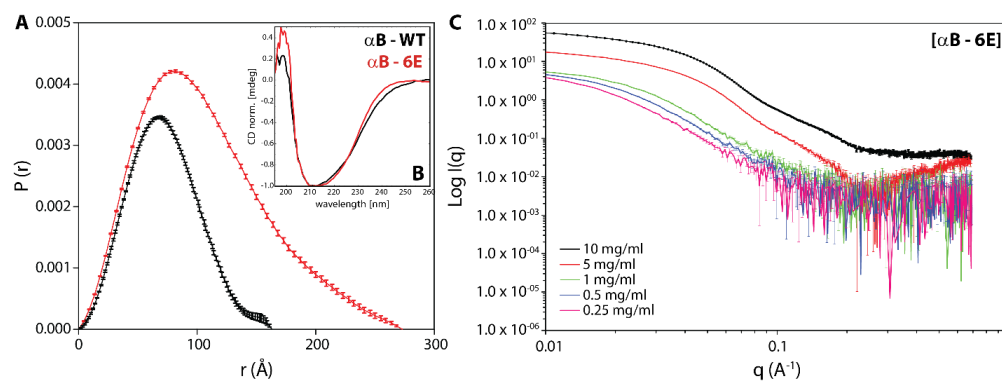 A
0.005
0.004
0.003
0.002
0.001
0.000
P (r)
0
100
200
300
r (Å)
αB - WT
αB - 6E
B
0.4
0.2
0.0
-0.2
-0.4
-0.6
-0.8
-1.0
CD norm.. [mdeg]
200
210
220
230
240
250
260
wavelength [nm]
C
[αB - 6E]
1.0 x 10⁺⁰²
1.0 x 10⁺⁰¹
1.0 x 10⁺⁰⁰
1.0 x 10⁻⁰¹
1.0 x 10⁻⁰²
1.0 x 10⁻⁰³
1.0 x 10⁻⁰⁴
1.0 x 10⁻⁰⁵
1.0 x 10⁻⁰⁶
Log I(q)
10 mg/ml
5 mg/ml
1 mg/ml
0.5 mg/ml
0.25 mg/ml
0.01
0.1
q (A⁻¹)